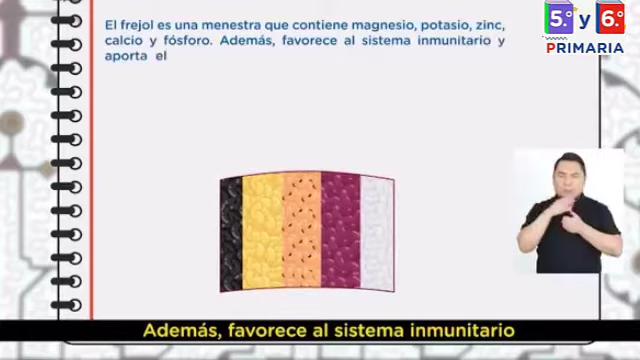 El frejol es una menestra que contiene magnesio, potasio, zinc,
calcio y fósforo. Además, favorece al sistema inmunitario y
aporta el
5.° y 6.°
PRIMARIA
Además, favorece al sistema inmunitario